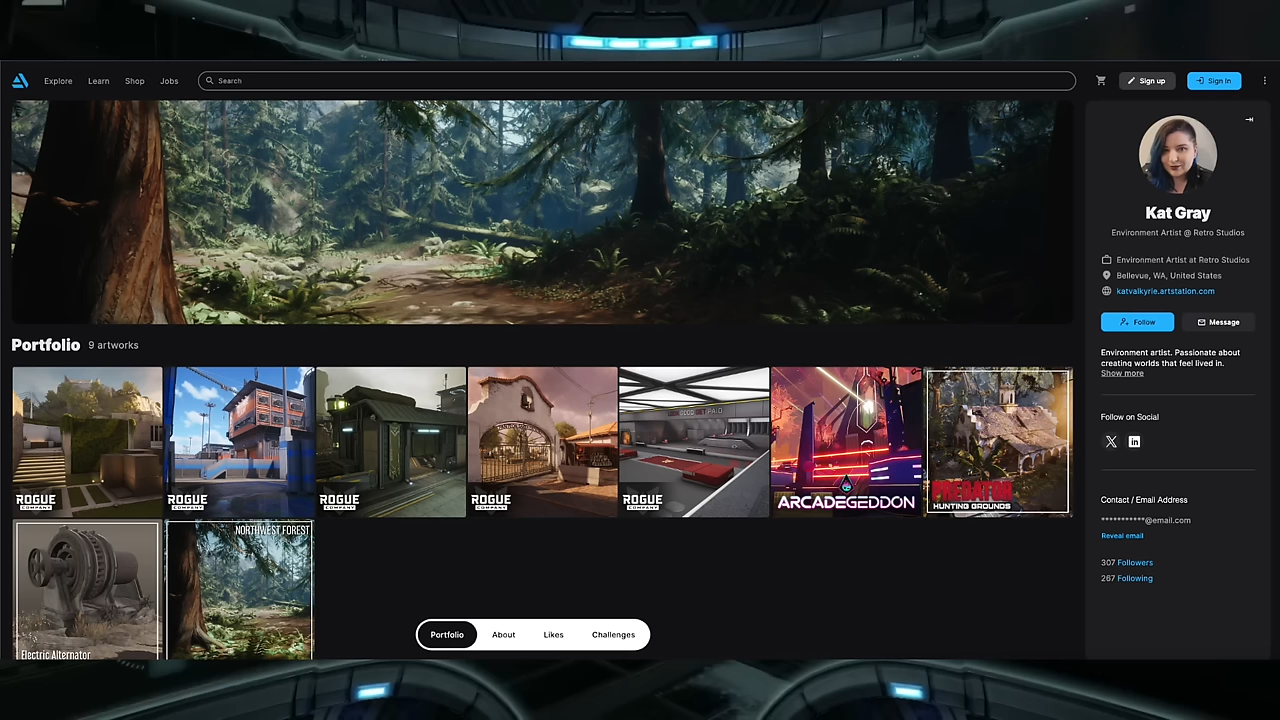 Explore Learn Shop Jobs Search Sign up Sign In
Kat Gray
Environment Artist @ Retro Studios
Environment Artist at Retro Studios
Bellevue, WA, United States
katvalkyrie.artstation.com
Follow Message
Environment artist. Passionate about
creating worlds that feel lived in.
Show more
Follow on Social
Contact / Email Address
***********@email.com
Reveal email
307 Followers
267 Following
Portfolio 9 artworks
ROGUE
COMPANY
ROGUE
COMPANY
ROGUE
COMPANY
ROGUE
COMPANY
ROGUE
COMPANY
ARCADEGEDDON
PREDATOR
HUNTING GROUNDS
Electric Alternator
NORTHWEST FOREST
Portfolio About Likes Challenges